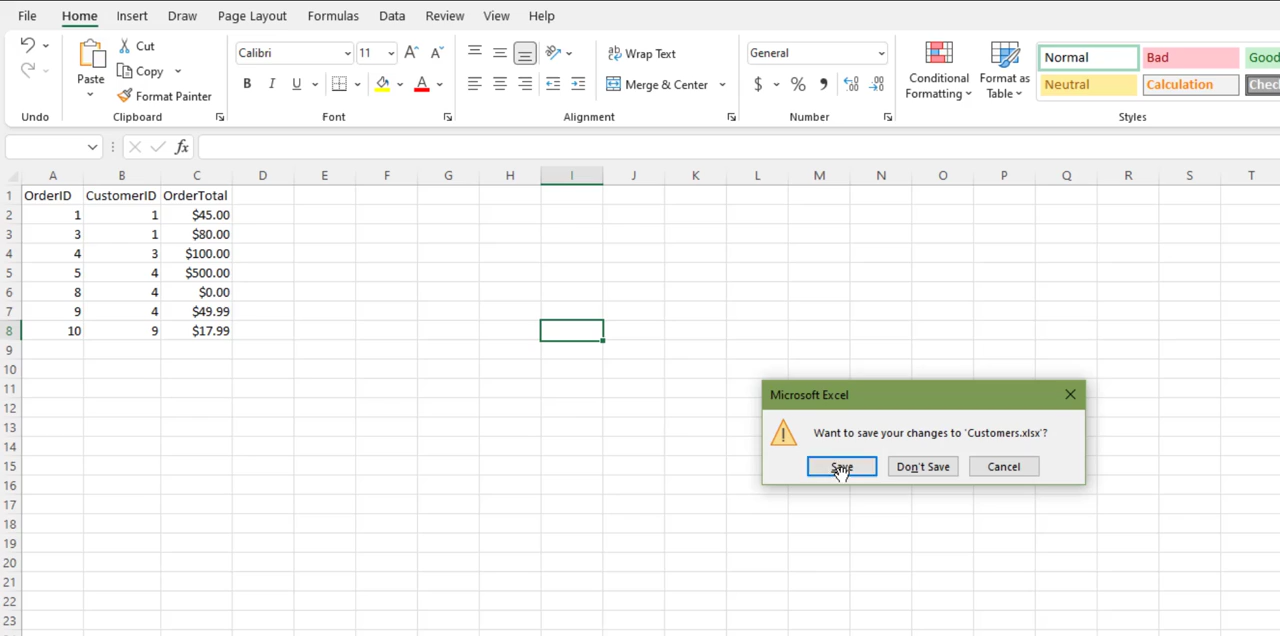 File Home Insert Draw Page Layout Formulas Data Review View Help
Cut
Copy
Format Painter
Paste
Undo
Clipboard
Calibri 11 A A
B I U A
Font
Wrap Text
Merge & Center
Alignment
General
$ % ,
Number
Conditional
Formatting
Format as
Table
Normal Bad Good
Neutral Calculation
Styles
fx
A B C D E F G H I J K L M N O P Q R S T
1 OrderID CustomerID OrderTotal
2 1 1 $45.00
3 3 1 $80.00
4 4 3 $100.00
5 5 4 $500.00
6 8 4 $0.00
7 9 4 $49.99
8 10 9 $17.99
9
10
11
12
13
14
15
16
17
18
19
20
21
22
23
Microsoft Excel
Want to save your changes to 'Customers.xlsx'?
Save Don't Save Cancel